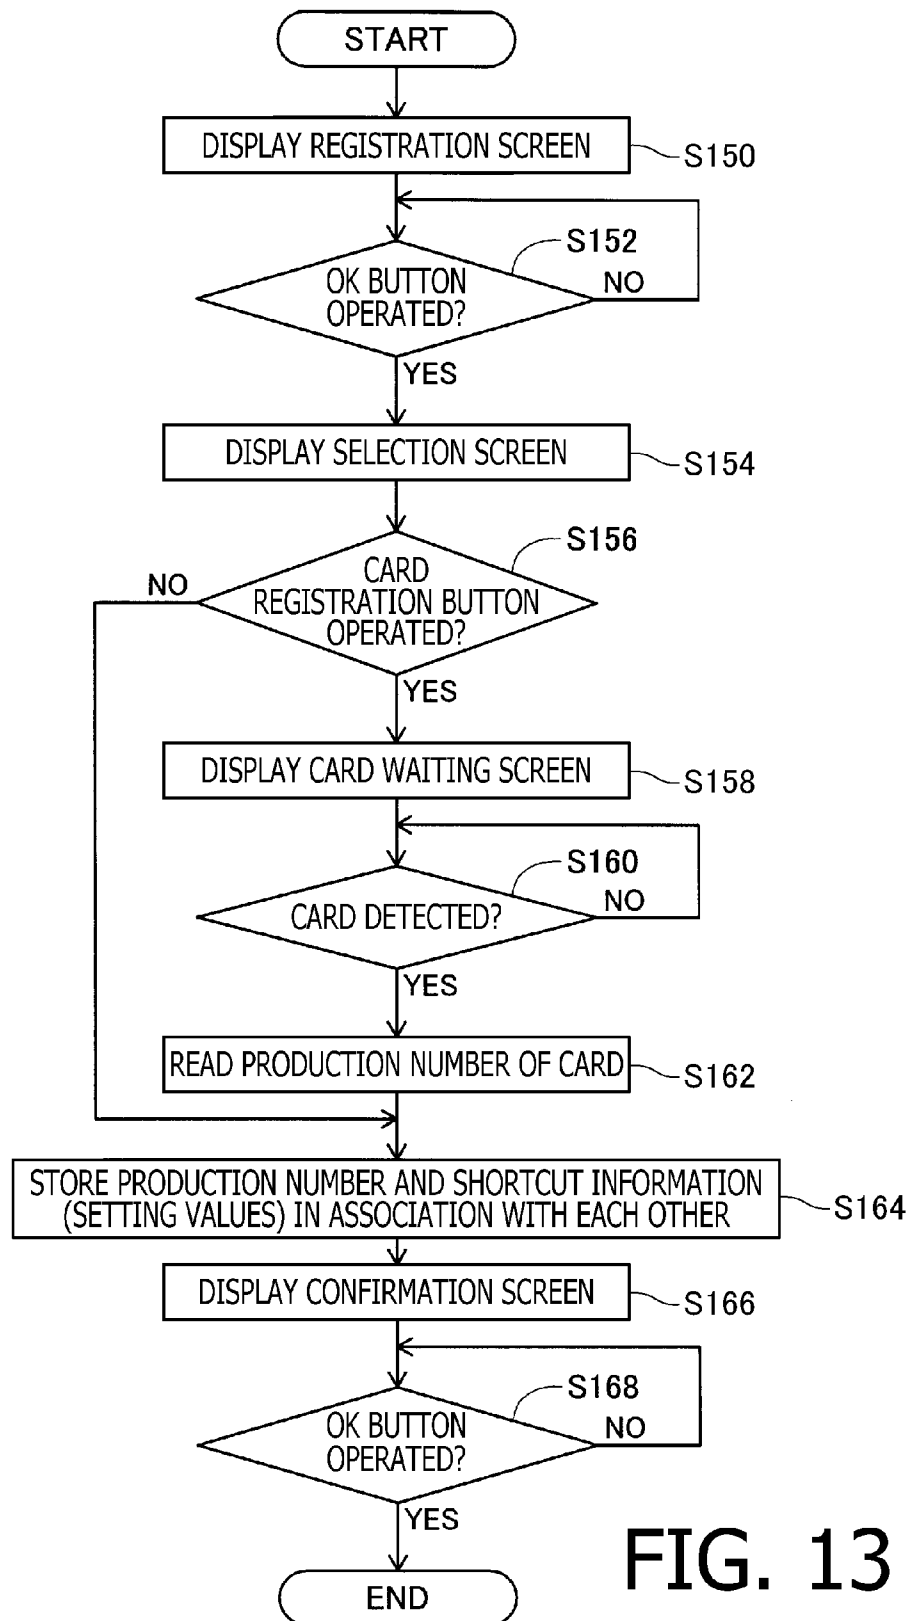 START
DISPLAY REGISTRATION SCREEN
S150
S152
OK BUTTON
OPERATED?
NO
YES
DISPLAY SELECTION SCREEN
S154
S156
CARD
REGISTRATION BUTTON
OPERATED?
NO
YES
DISPLAY CARD WAITING SCREEN
S158
S160
CARD DETECTED?
NO
YES
READ PRODUCTION NUMBER OF CARD
S162
STORE PRODUCTION NUMBER AND SHORTCUT INFORMATION
(SETTING VALUES) IN ASSOCIATION WITH EACH OTHER
S164
DISPLAY CONFIRMATION SCREEN
S166
S168
OK BUTTON
OPERATED?
NO
YES
END
FIG. 13